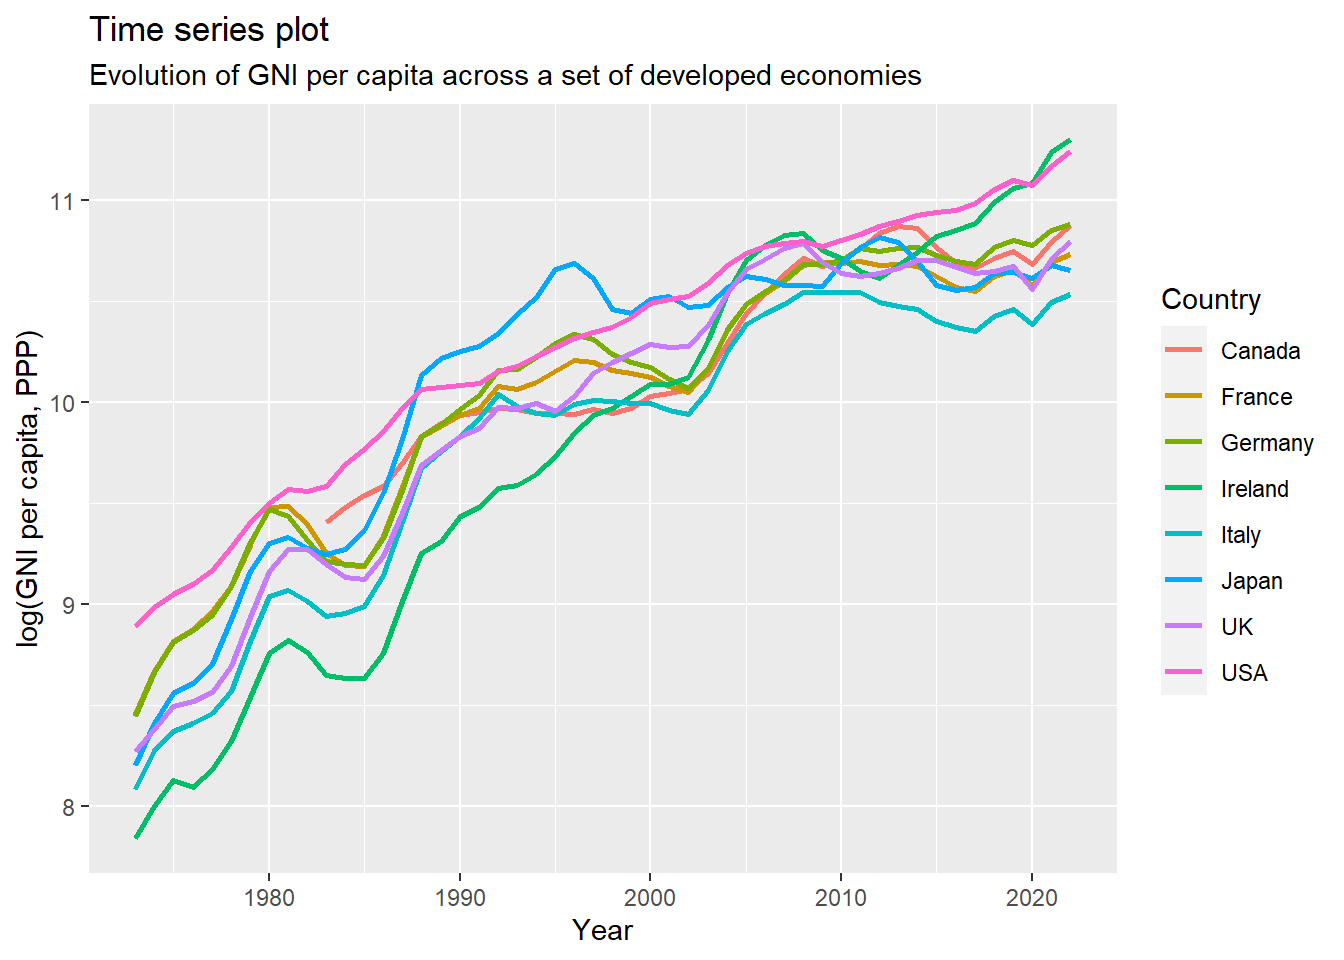 Time series plot
Evolution of GNI per capita across a set of developed economies
log(GNI per capita, PPP)
11
10
9
8
1980
1990
2000
2010
2020
Year
Country
Canada
France
Germany
Ireland
Italy
Japan
UK
USA